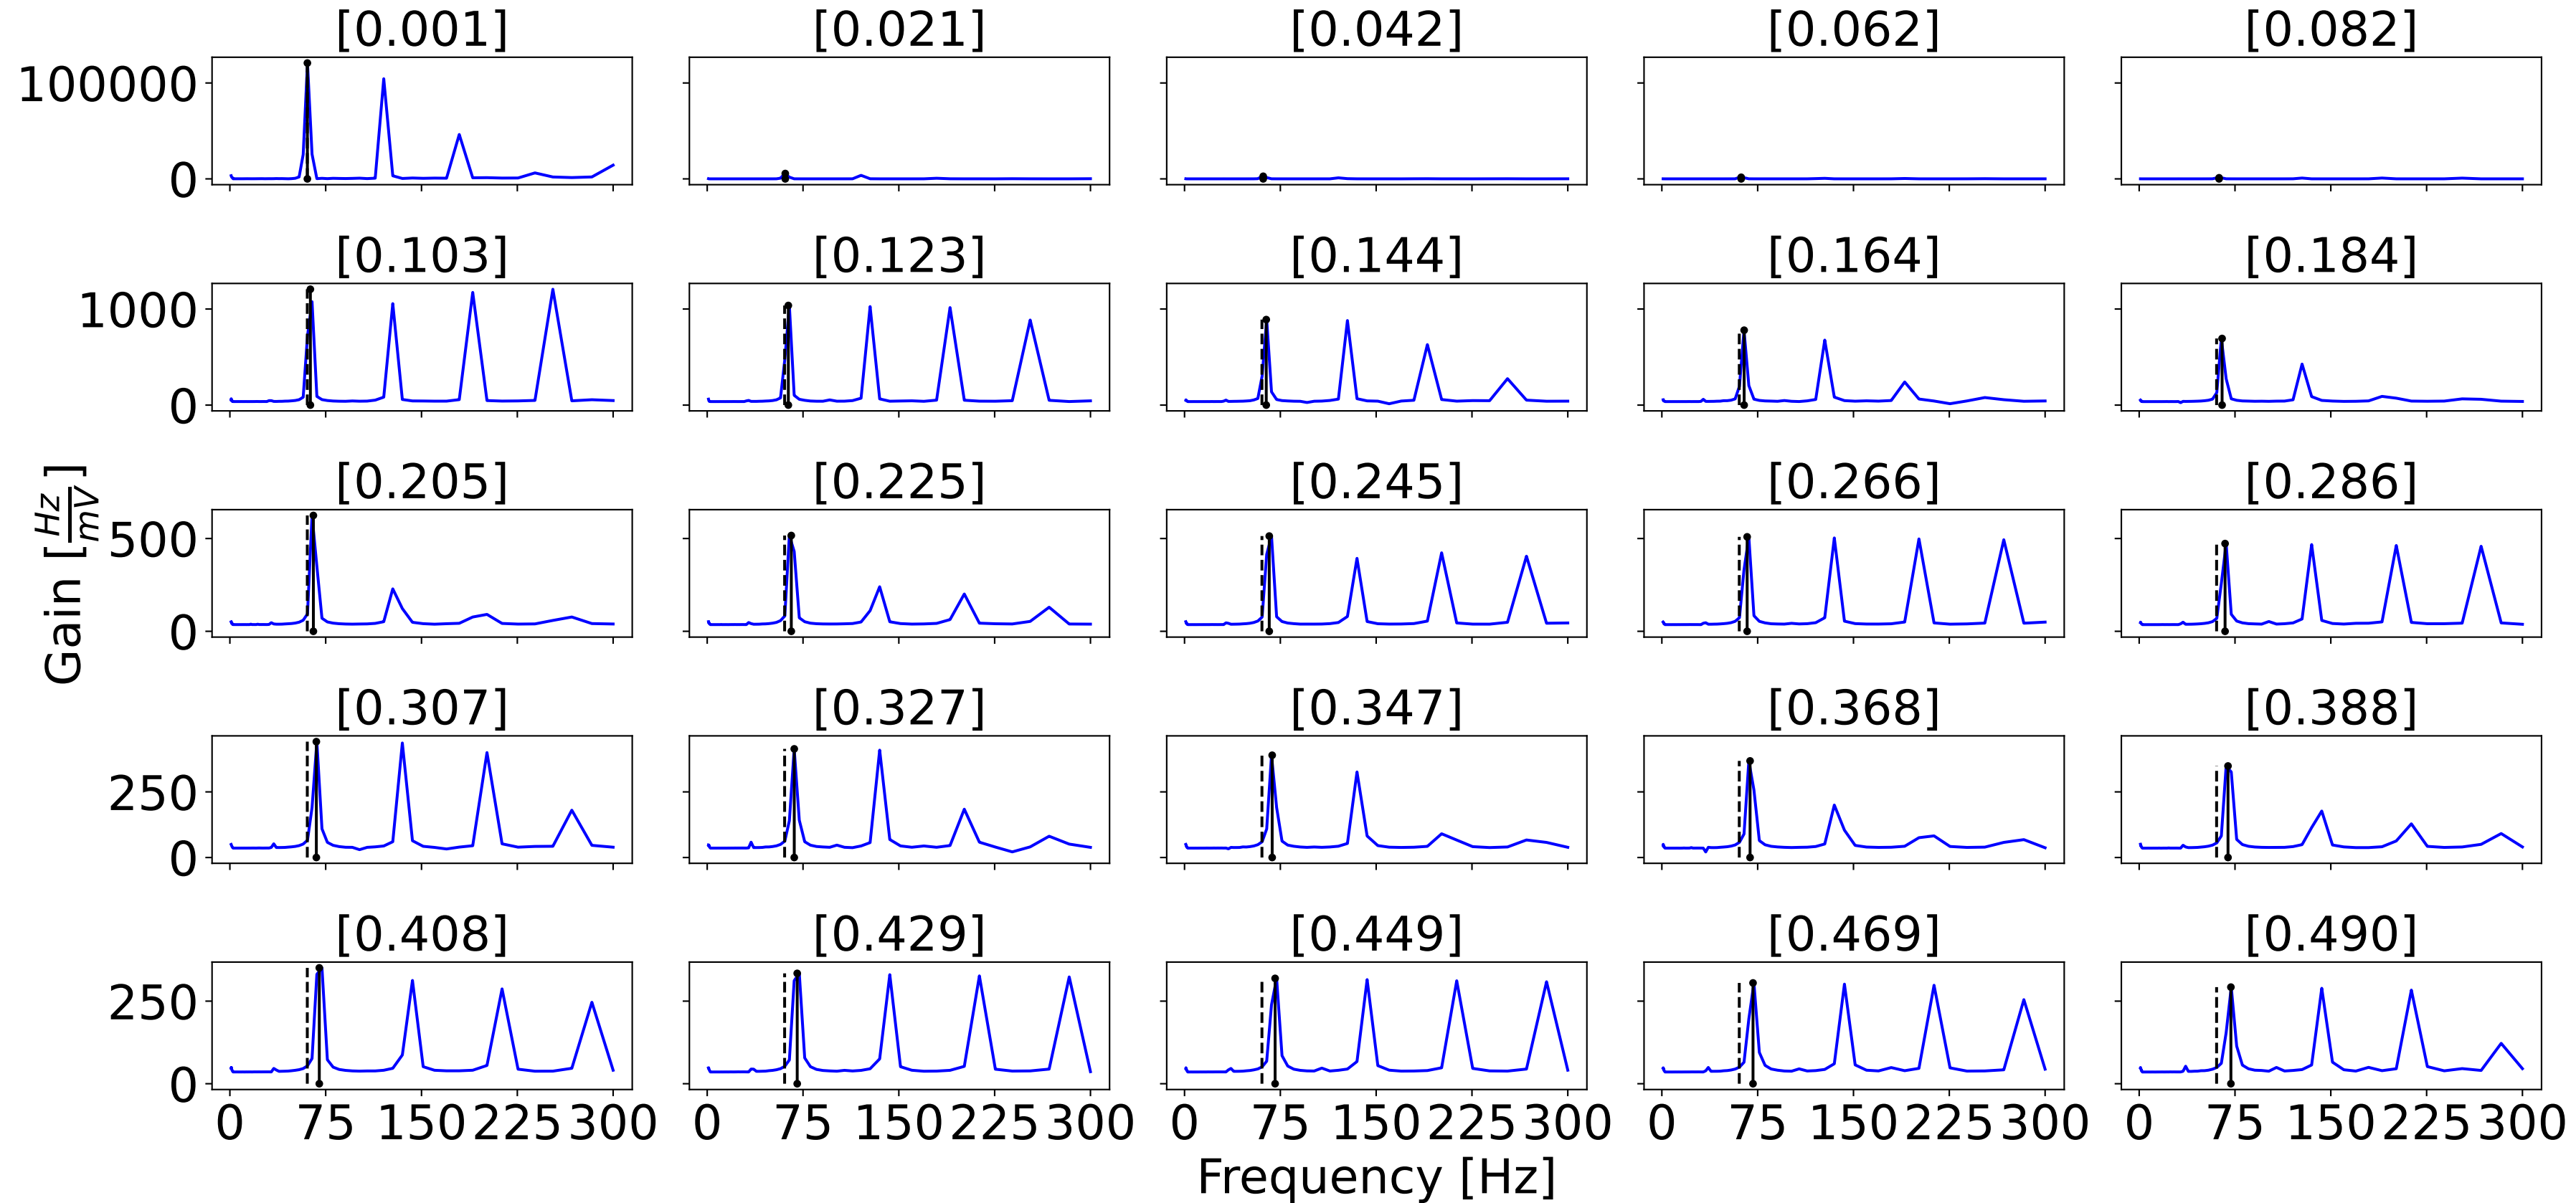 [0.001] [0.021] [0.042] [0.062] [0.082]
100000
0
[0.103] [0.123] [0.144] [0.164] [0.184]
1000
0
[0.205] [0.225] [0.245] [0.266] [0.286]
Gain [Hz/mV]
500
0
[0.307] [0.327] [0.347] [0.368] [0.388]
250
0
[0.408] [0.429] [0.449] [0.469] [0.490]
250
0
0 75 150 225 300 0 75 150 225 300 0 75 150 225 300 0 75 150 225 300 0 75 150 225 300
Frequency [Hz]